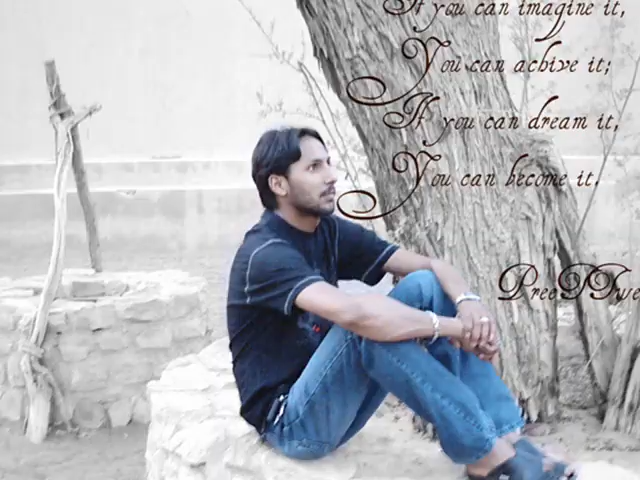 If you can imagine it,
You can achive it;
If you can dream it,
You can become it.